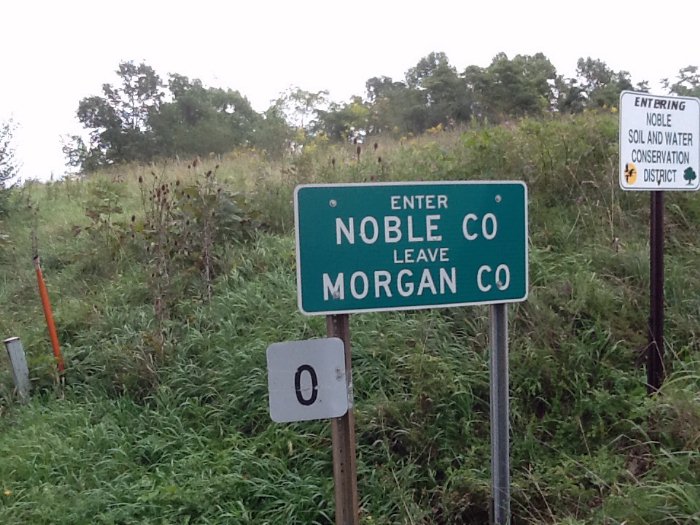 ENTER
NOBLE CO
LEAVE
MORGAN CO
0
ENTERING
NOBLE
SOIL AND WATER
CONSERVATION
DISTRICT